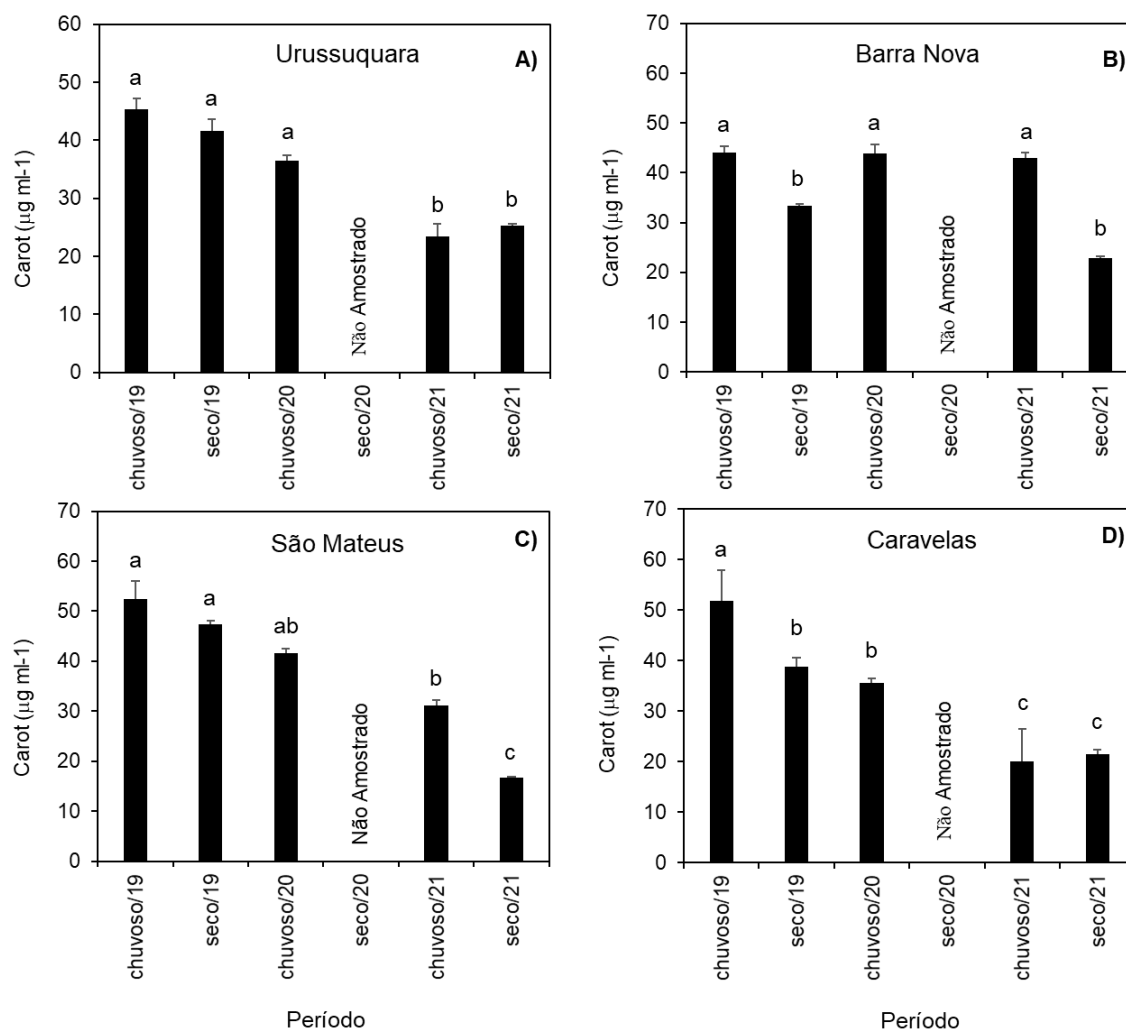 Urussuquara
A)
Carot (µg ml-1)
60
50
40
30
20
10
0
a
a
a
b
b
Não Amostrado
chuvoso/19
seco/19
chuvoso/20
seco/20
chuvoso/21
seco/21
Barra Nova
B)
Carot (µg ml-1)
70
60
50
40
30
20
10
0
a
b
a
a
b
Não Amostrado
chuvoso/19
seco/19
chuvoso/20
seco/20
chuvoso/21
seco/21
São Mateus
C)
Carot (µg ml-1)
70
60
50
40
30
20
10
0
a
a
ab
b
c
Não Amostrado
chuvoso/19
seco/19
chuvoso/20
seco/20
chuvoso/21
seco/21
Período
Caravelas
D)
Carot (µg ml-1)
70
60
50
40
30
20
10
0
a
b
b
c
c
Não Amostrado
chuvoso/19
seco/19
chuvoso/20
seco/20
chuvoso/21
seco/21
Período